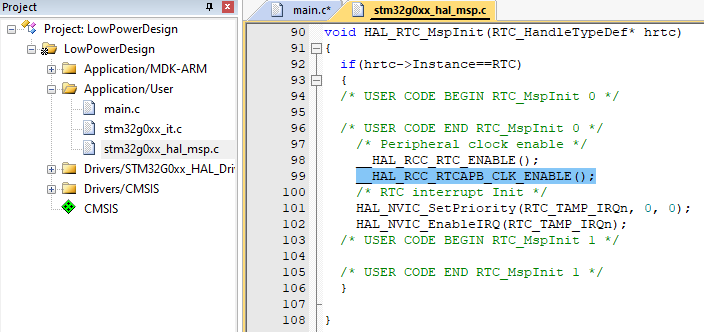 Project
Project: LowPowerDesign
LowPowerDesign
Application/MDK-ARM
Application/User
main.c
stm32g0xx_it.c
stm32g0xx_hal_msp.c
Drivers/STM32G0xx_HAL_Dri
Drivers/CMSIS
CMSIS
main.c* stm32g0xx_hal_msp.c
90 void HAL_RTC_MspInit(RTC_HandleTypeDef* hrtc)
91 {
92 if(hrtc->Instance==RTC)
93 {
94 /* USER CODE BEGIN RTC_MspInit 0 */
95
96 /* USER CODE END RTC_MspInit 0 */
97 /* Peripheral clock enable */
98 __HAL_RCC_RTC_ENABLE();
99 __HAL_RCC_RTCAPB_CLK_ENABLE();
100 /* RTC interrupt Init */
101 HAL_NVIC_SetPriority(RTC_TAMP_IRQn, 0, 0);
102 HAL_NVIC_EnableIRQ(RTC_TAMP_IRQn);
103 /* USER CODE BEGIN RTC_MspInit 1 */
104
105 /* USER CODE END RTC_MspInit 1 */
106 }
107
108 }